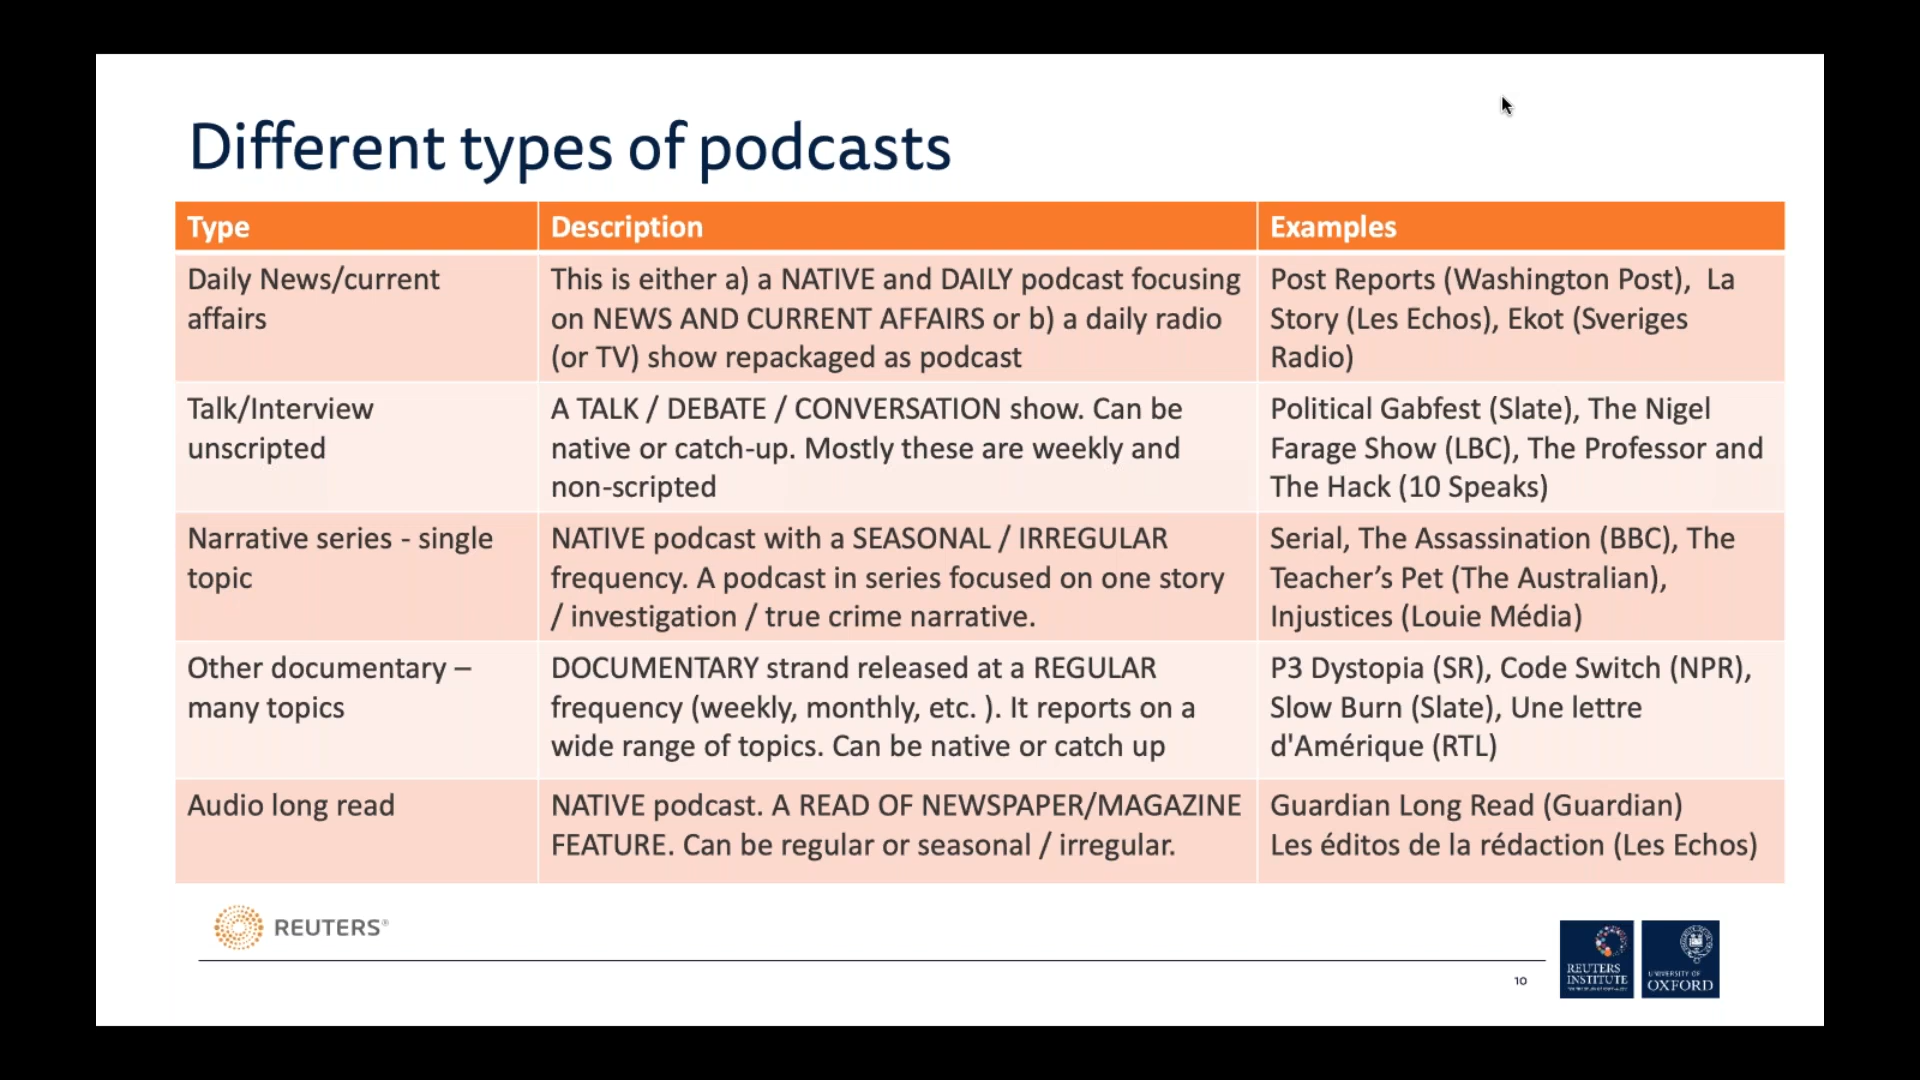 Different types of podcasts
Type
Description
Examples
Daily News/current
affairs
This is either a) a NATIVE and DAILY podcast focusing
on NEWS AND CURRENT AFFAIRS or b) a daily radio
(or TV) show repackaged as podcast
Post Reports (Washington Post),  La
Story (Les Echos), Ekot (Sveriges
Radio)
Talk/Interview
unscripted
A TALK / DEBATE / CONVERSATION show. Can be
native or catch-up. Mostly these are weekly and
non-scripted
Political Gabfest (Slate), The Nigel
Farage Show (LBC), The Professor and
The Hack (10 Speaks)
Narrative series - single
topic
NATIVE podcast with a SEASONAL / IRREGULAR
frequency. A podcast in series focused on one story
/ investigation / true crime narrative.
Serial, The Assassination (BBC), The
Teacher’s Pet (The Australian),
Injustices (Louie Média)
Other documentary –
many topics
DOCUMENTARY strand released at a REGULAR
frequency (weekly, monthly, etc. ). It reports on a
wide range of topics. Can be native or catch up
P3 Dystopia (SR), Code Switch (NPR),
Slow Burn (Slate), Une lettre
d'Amérique (RTL)
Audio long read
NATIVE podcast. A READ OF NEWSPAPER/MAGAZINE
FEATURE. Can be regular or seasonal / irregular.
Guardian Long Read (Guardian)
Les éditos de la rédaction (Les Echos)
REUTERS®
10
REUTERS
INSTITUTE
UNIVERSITY OF
OXFORD